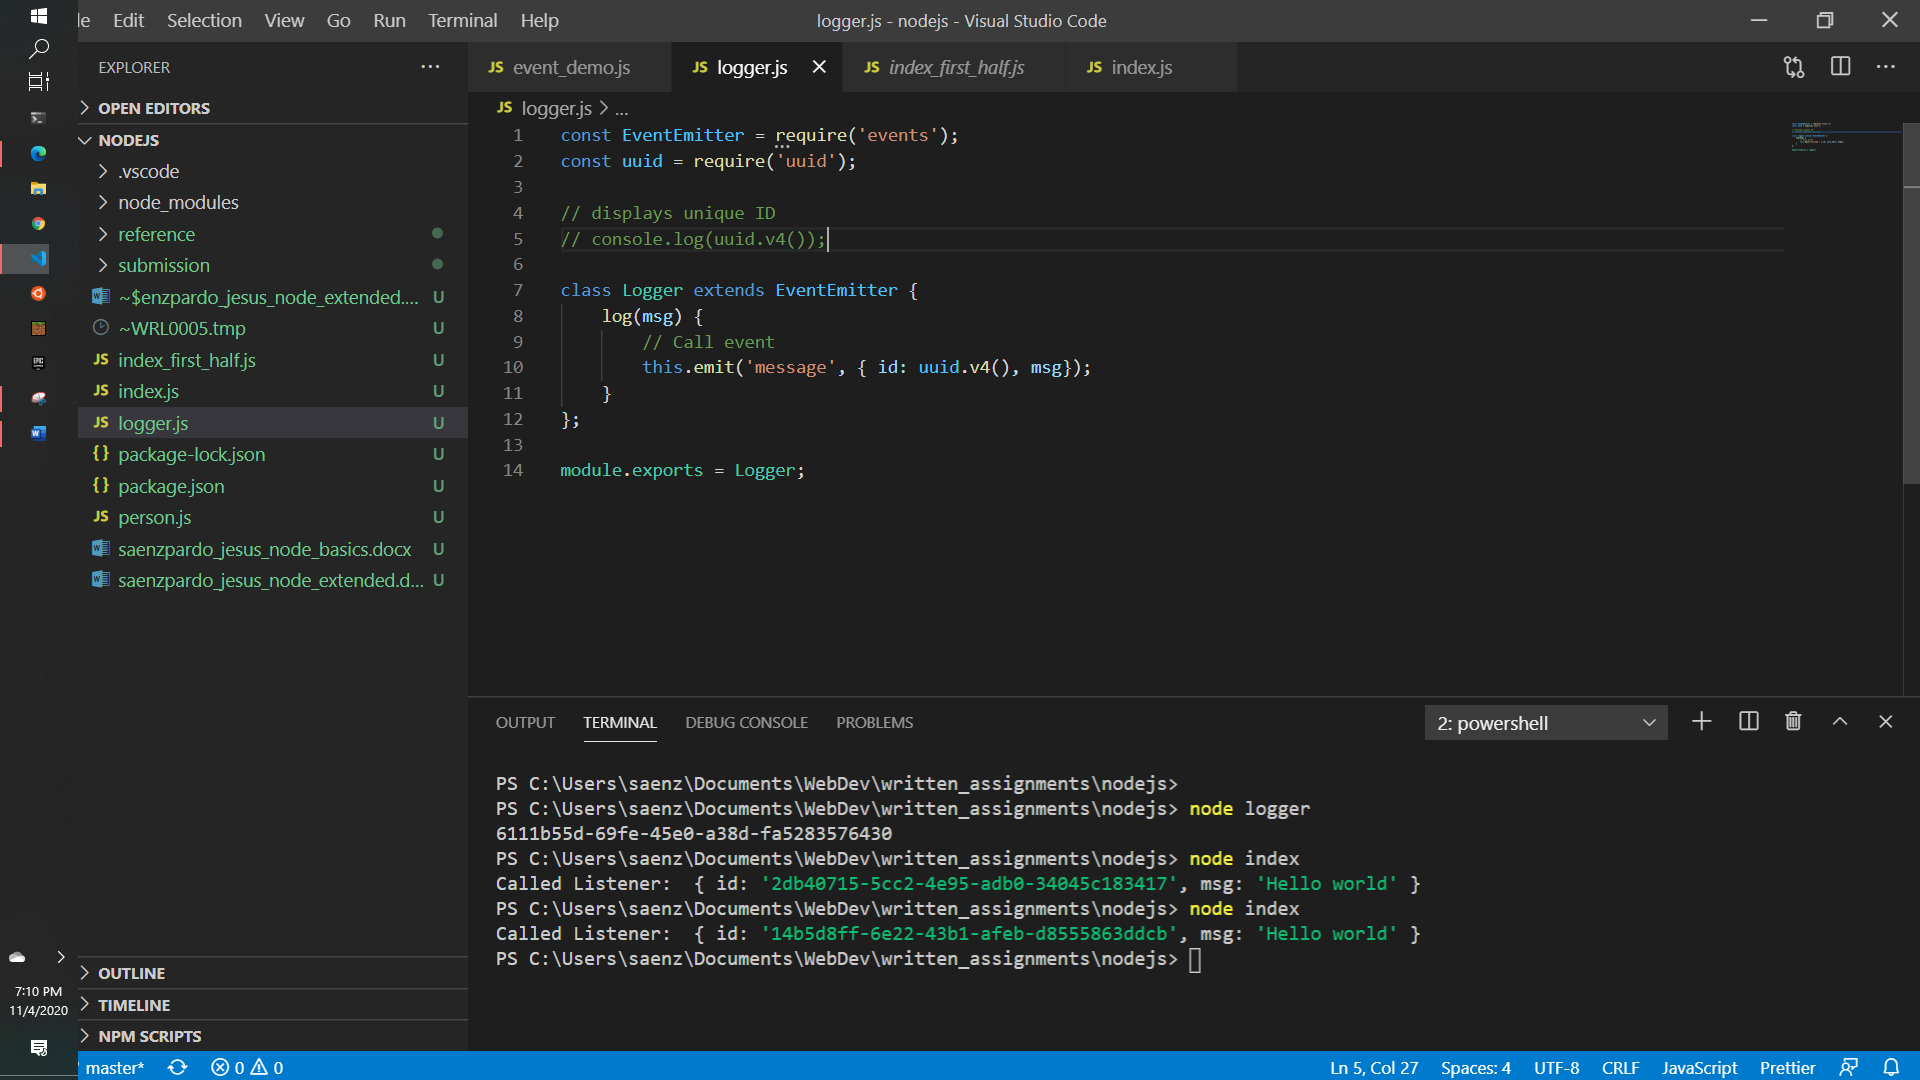 le Edit Selection View Go Run Terminal Help
logger.js - nodejs - Visual Studio Code
EXPLORER
OPEN EDITORS
NODEJS
.vscode
node_modules
reference
submission
~$enzpardo_jesus_node_extended.... U
~WRL0005.tmp U
JS index_first_half.js U
JS index.js U
JS logger.js U
{} package-lock.json U
{} package.json U
JS person.js U
saenzpardo_jesus_node_basics.docx U
saenzpardo_jesus_node_extended.d... U
OUTLINE
TIMELINE
NPM SCRIPTS
7:10 PM
11/4/2020
JS event_demo.js JS logger.js JS index_first_half.js JS index.js
JS logger.js > ...
1 const EventEmitter = require('events');
2 const uuid = require('uuid');
3
4 // displays unique ID
5 // console.log(uuid.v4());
6
7 class Logger extends EventEmitter {
8 log(msg) {
9 // Call event
10 this.emit('message', { id: uuid.v4(), msg});
11 }
12 };
13
14 module.exports = Logger;
OUTPUT TERMINAL DEBUG CONSOLE PROBLEMS 2: powershell
PS C:\Users\saenz\Documents\WebDev\written_assignments\nodejs>
PS C:\Users\saenz\Documents\WebDev\written_assignments\nodejs> node logger
6111b55d-69fe-45e0-a38d-fa5283576430
PS C:\Users\saenz\Documents\WebDev\written_assignments\nodejs> node index
Called Listener:  { id: '2db40715-5cc2-4e95-adb0-34045c183417', msg: 'Hello world' }
PS C:\Users\saenz\Documents\WebDev\written_assignments\nodejs> node index
Called Listener:  { id: '14b5d8ff-6e22-43b1-afeb-d8555863ddcb', msg: 'Hello world' }
PS C:\Users\saenz\Documents\WebDev\written_assignments\nodejs>
master* 0 0 Ln 5, Col 27 Spaces: 4 UTF-8 CRLF JavaScript Prettier